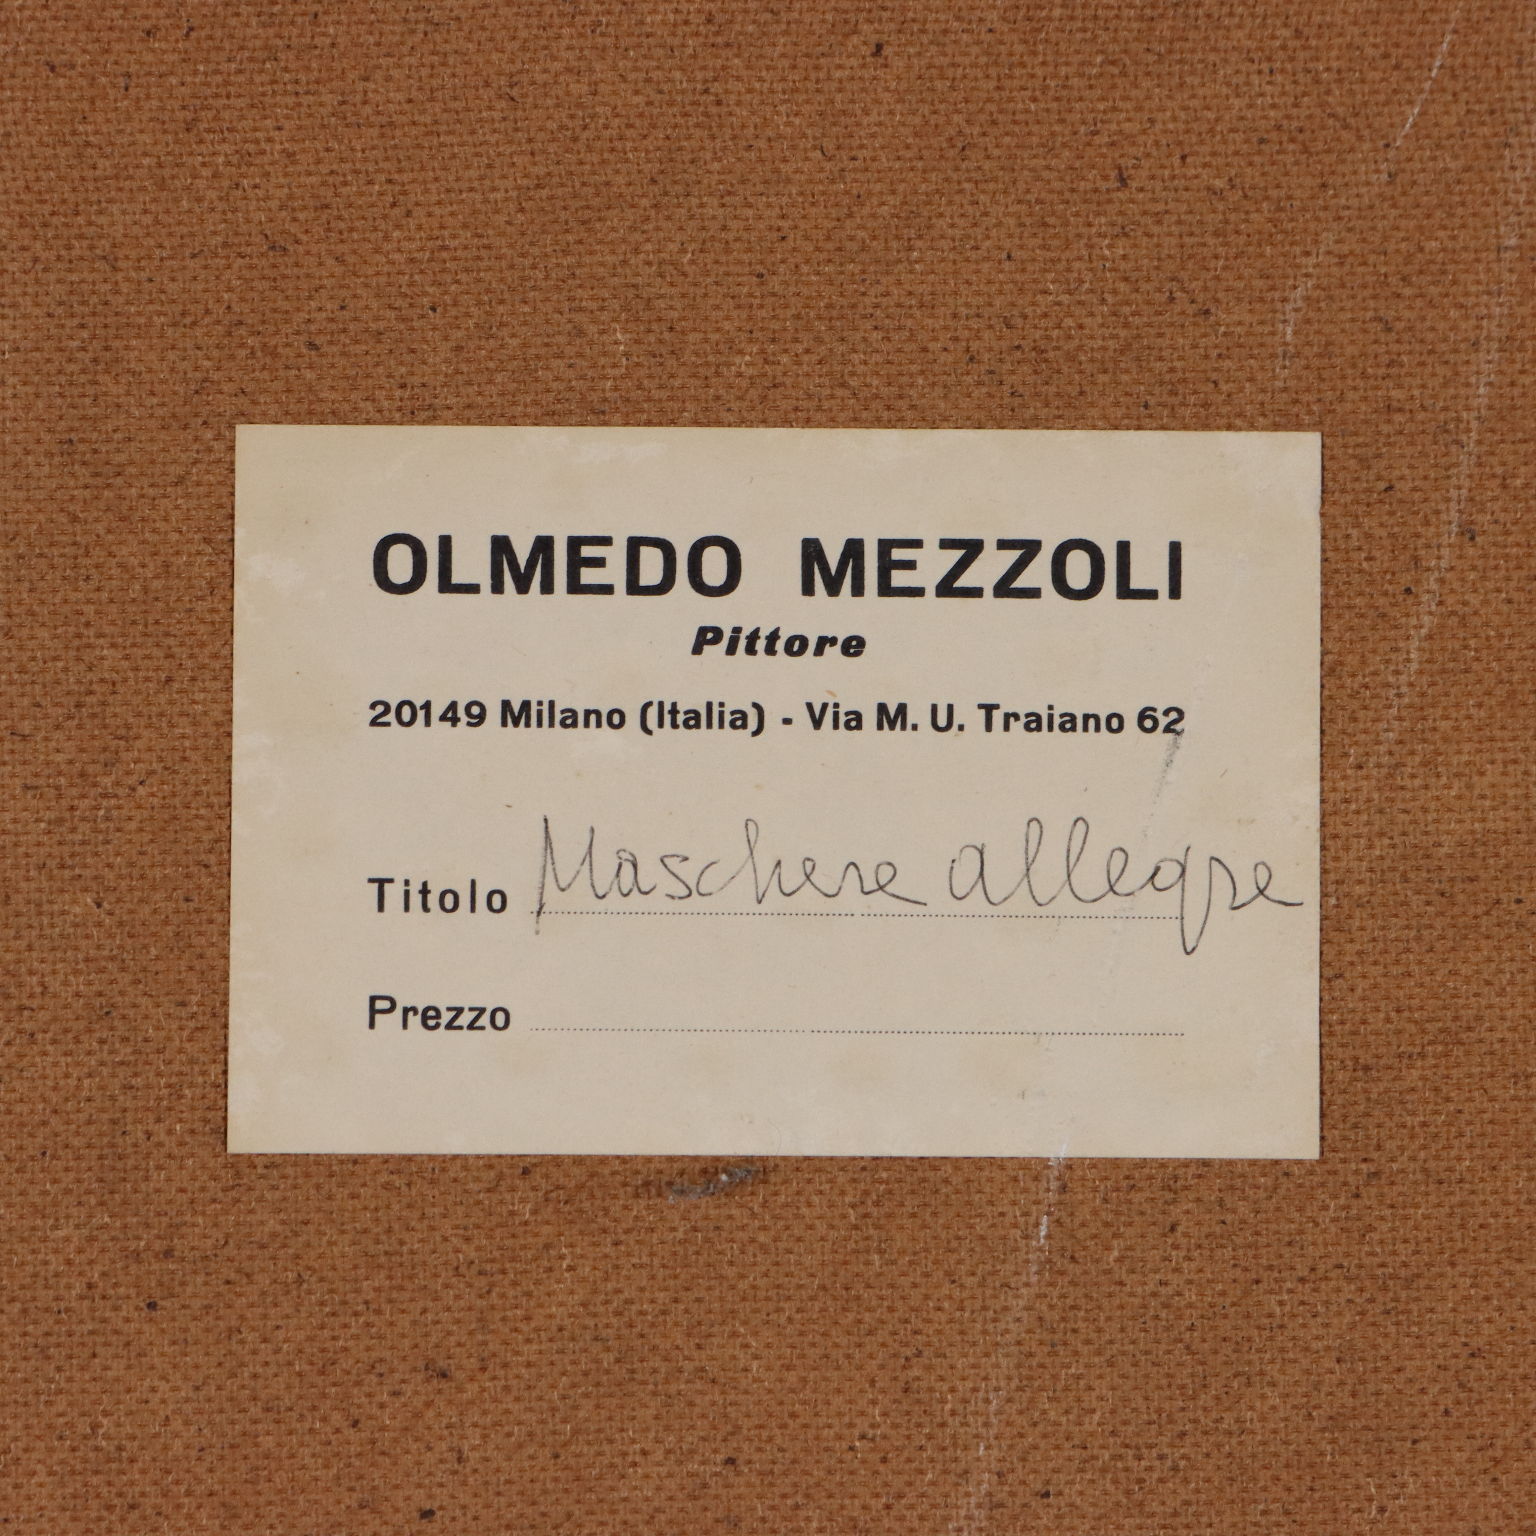 OLMEDO MEZZOLI
Pittore
20149 Milano (Italia) - Via M. U. Traiano 62
Titolo Maschere allegre
Prezzo